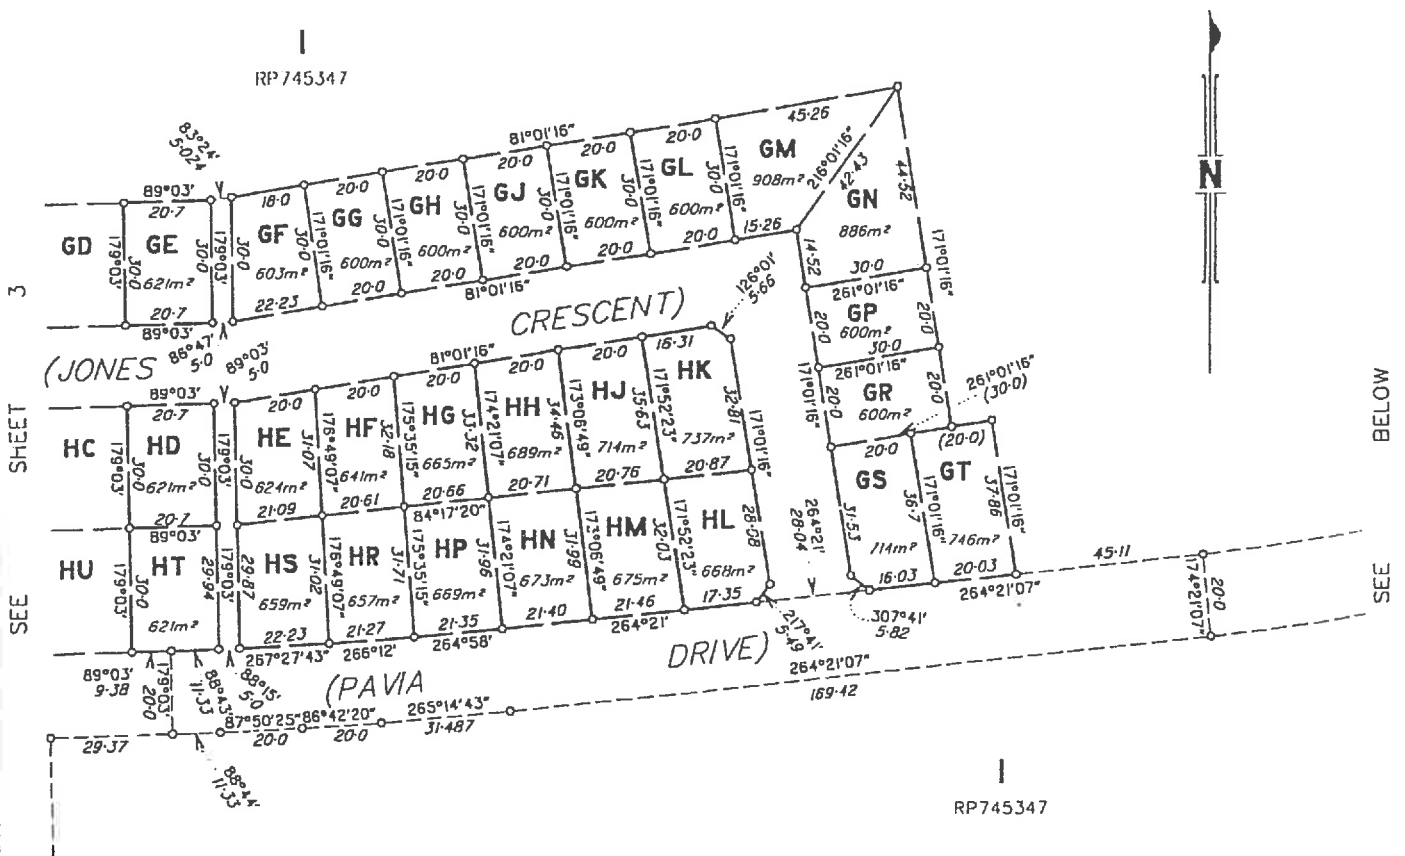 RP745347
N
83°24'
5·024
89°03'
20·7
18·0
20·0
20·0
81°01'16"
20·0
20·0
20·0
45·26
GD
179°03'
30·0
GE
621m²
30·0
179°03'
30·0
GF
603m²
30·0
171°01'16"
GG
600m²
30·0
171°01'16"
GH
600m²
30·0
171°01'16"
GJ
600m²
30·0
171°01'16"
GK
600m²
30·0
171°01'16"
GL
600m²
30·0
171°01'16"
GM
908m²
216°01'16"
42·43
GN
886m²
44·52
171°01'16"
20·7
89°03'
22·23
20·0
20·0
81°01'16"
20·0
20·0
20·0
15·26
14·52
30·0
261°01'16"
GP
600m²
20·0
20·0
30·0
261°01'16"
GR
600m²
171°01'16"
20·0
20·0
261°01'16"
(30·0)
SEE SHEET 3
(JONES CRESCENT)
86°47'
5·0
89°03'
5·0
126°01'
5·66
89°03'
20·7
20·0
20·0
81°01'16"
20·0
20·0
20·0
16·31
HC
179°03'
30·0
HD
621m²
30·0
179°03'
30·0
HE
624m²
31·07
176°49'07"
HF
641m²
32·18
175°35'15"
HG
665m²
33·32
174°21'07"
HH
689m²
34·46
173°06'49"
HJ
714m²
35·63
171°52'23"
HK
737m²
32·81
171°01'16"
20·7
89°03'
21·09
20·61
20·66
84°17'20"
20·71
20·76
20·87
20·0
(20·0)
GS
714m²
31·53
36·7
171°01'16"
GT
746m²
37·86
171°01'16"
16·03
20·03
264°21'07"
45·11
174°21'07"
20·0
SEE BELOW
HU
179°03'
30·0
HT
621m²
29·94
179°03'
29·87
HS
659m²
31·02
176°49'07"
HR
657m²
31·71
175°35'15"
HP
669m²
31·96
174°21'07"
HN
673m²
31·99
173°06'49"
HM
675m²
32·03
171°52'23"
HL
668m²
28·08
264°21'
28·04
217°41'
5·49
307°41'
5·82
22·23
267°27'43"
21·27
266°12'
21·35
264°58'
21·40
21·46
264°21'
17·35
(PAVIA DRIVE)
89°03'
9·38
179°03'
20·0
88°43'
11·33
88°15'
5·0
264°21'07"
169·42
29·37
88°44'
11·33
87°50'25"
20·0
86°42'20"
20·0
265°14'43"
31·487
RP745347